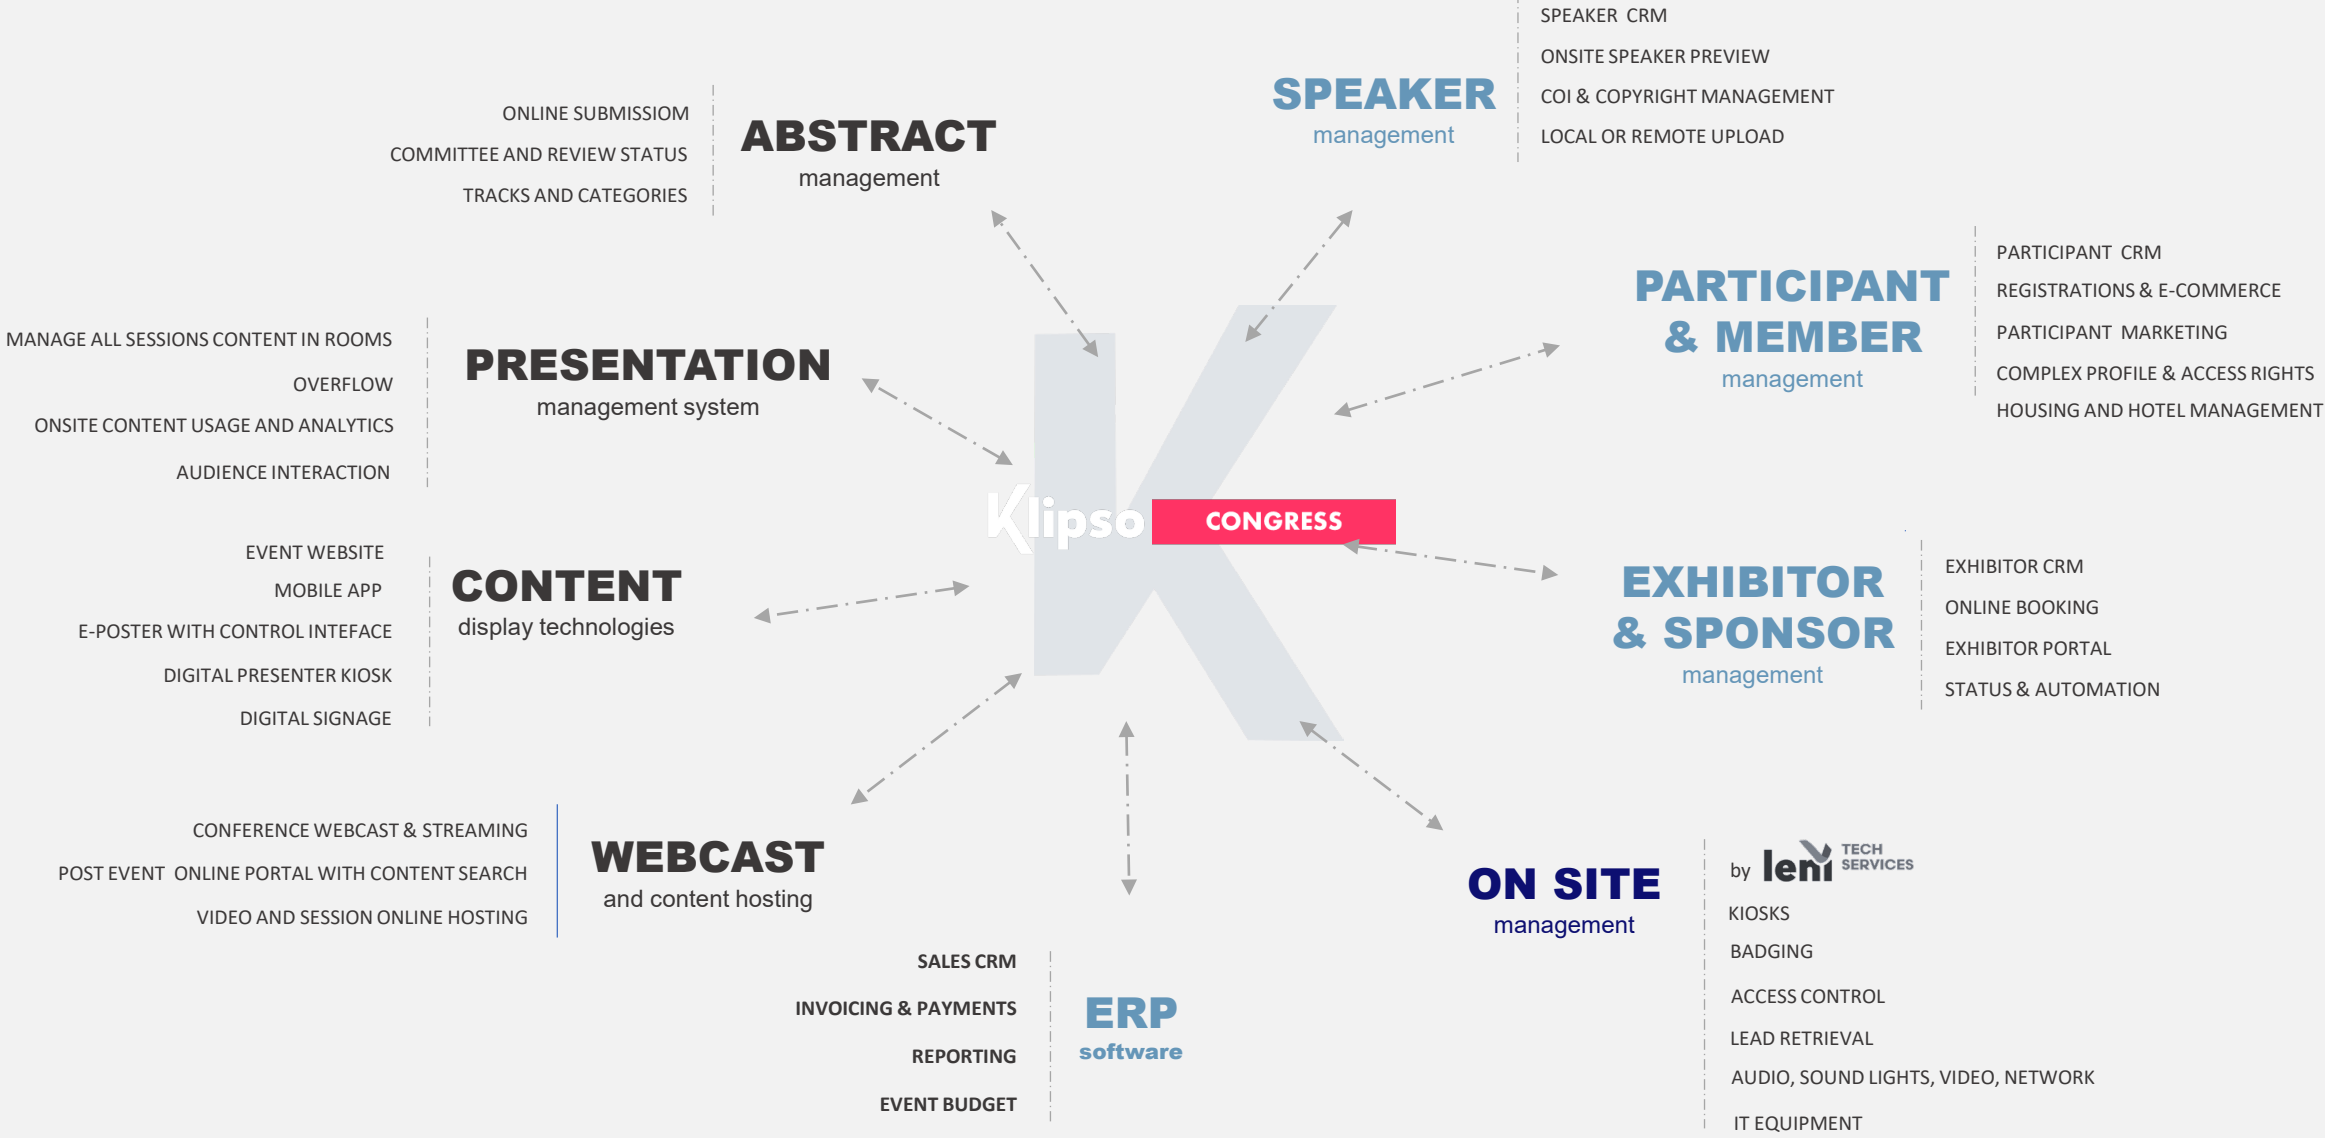 SPEAKER CRM
ONSITE SPEAKER PREVIEW
COI & COPYRIGHT MANAGEMENT
LOCAL OR REMOTE UPLOAD
SPEAKER
management
ONLINE SUBMISSIOM
COMMITTEE AND REVIEW STATUS
TRACKS AND CATEGORIES
ABSTRACT
management
PARTICIPANT
& MEMBER
management
PARTICIPANT CRM
REGISTRATIONS & E-COMMERCE
PARTICIPANT MARKETING
COMPLEX PROFILE & ACCESS RIGHTS
HOUSING AND HOTEL MANAGEMENT
MANAGE ALL SESSIONS CONTENT IN ROOMS
OVERFLOW
ONSITE CONTENT USAGE AND ANALYTICS
AUDIENCE INTERACTION
PRESENTATION
management system
Klipso CONGRESS
EVENT WEBSITE
MOBILE APP
E-POSTER WITH CONTROL INTEFACE
DIGITAL PRESENTER KIOSK
DIGITAL SIGNAGE
CONTENT
display technologies
EXHIBITOR
& SPONSOR
management
EXHIBITOR CRM
ONLINE BOOKING
EXHIBITOR PORTAL
STATUS & AUTOMATION
CONFERENCE WEBCAST & STREAMING
POST EVENT ONLINE PORTAL WITH CONTENT SEARCH
VIDEO AND SESSION ONLINE HOSTING
WEBCAST
and content hosting
ON SITE
management
by leni TECH SERVICES
KIOSKS
BADGING
ACCESS CONTROL
LEAD RETRIEVAL
AUDIO, SOUND LIGHTS, VIDEO, NETWORK
IT EQUIPMENT
SALES CRM
INVOICING & PAYMENTS
REPORTING
EVENT BUDGET
ERP
software